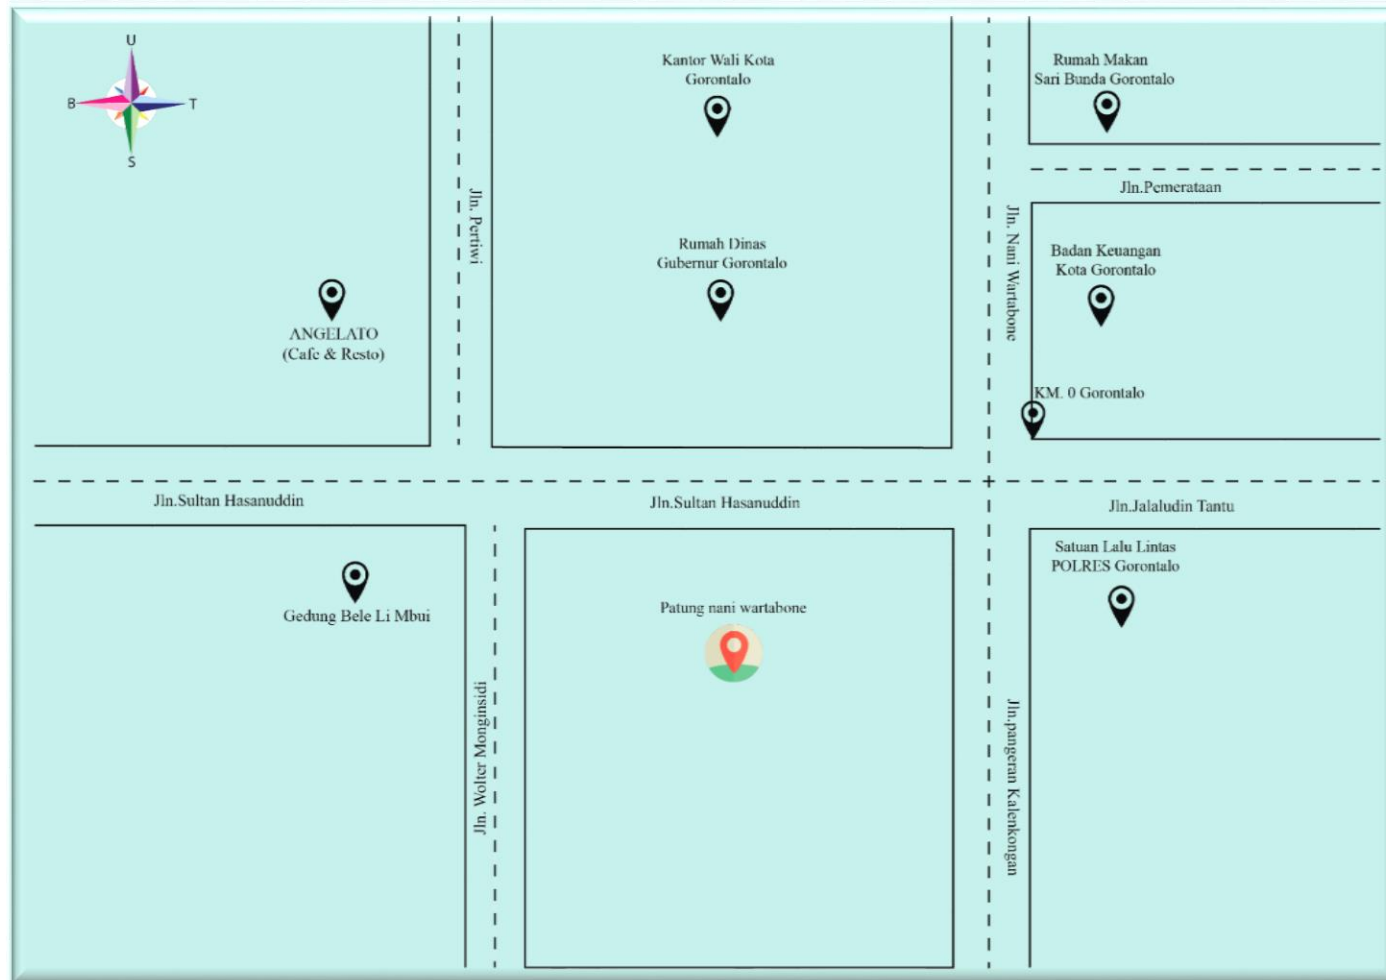 U
B
T
S
Kantor Wali Kota
Gorontalo
Rumah Makan
Sari Bunda Gorontalo
Jln. Pertiwi
Jln.Pemerataan
Jln. Nani Wartabone
Rumah Dinas
Gubernur Gorontalo
Badan Keuangan
Kota Gorontalo
ANGELATO
(Cafe & Resto)
KM. 0 Gorontalo
Jln.Sultan Hasanuddin
Jln.Sultan Hasanuddin
Jln.Jalaludin Tantu
Satuan Lalu Lintas
POLRES Gorontalo
Gedung Bele Li Mbui
Patung nani wartabone
Jln. Wolter Monginsidi
Jln.pangeran Kalenkongan